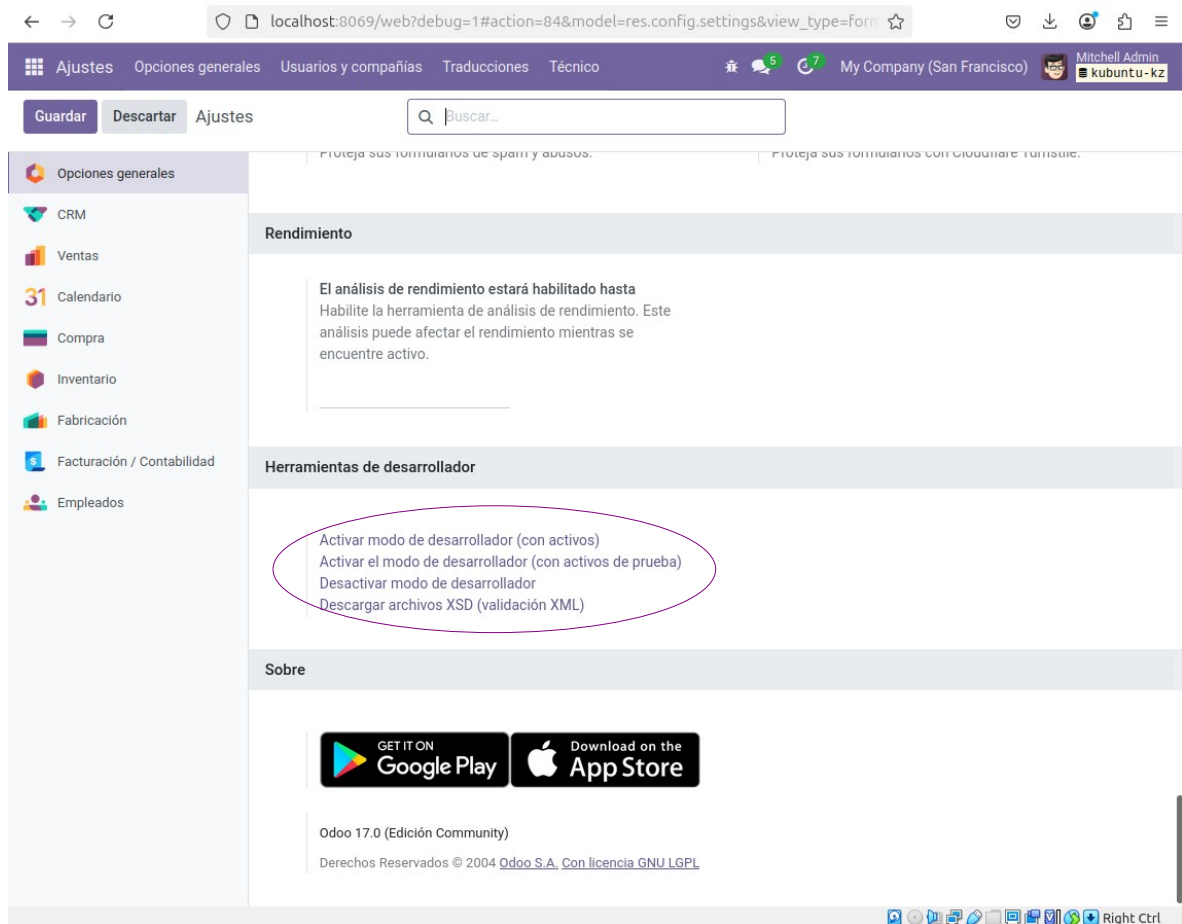 localhost:8069/web?debug=1#action=84&model=res.config.settings&view_type=form
Ajustes Opciones generales Usuarios y compañías Traducciones Técnico 5 7 My Company (San Francisco) Mitchell Admin
kubuntu-kz
Guardar Descartar Ajustes Buscar...
Opciones generales
CRM
Ventas
31 Calendario
Compra
Inventario
Fabricación
$ Facturación / Contabilidad
Empleados
Proteja sus formularios de spam y abusos. Proteja sus formularios con Cloudflare Turnstile.
Rendimiento
El análisis de rendimiento estará habilitado hasta
Habilite la herramienta de análisis de rendimiento. Este
análisis puede afectar el rendimiento mientras se
encuentre activo.
Herramientas de desarrollador
Activar modo de desarrollador (con activos)
Activar el modo de desarrollador (con activos de prueba)
Desactivar modo de desarrollador
Descargar archivos XSD (validación XML)
Sobre
GET IT ON
Google Play
Download on the
App Store
Odoo 17.0 (Edición Community)
Derechos Reservados © 2004 Odoo S.A. Con licencia GNU LGPL
Right Ctrl